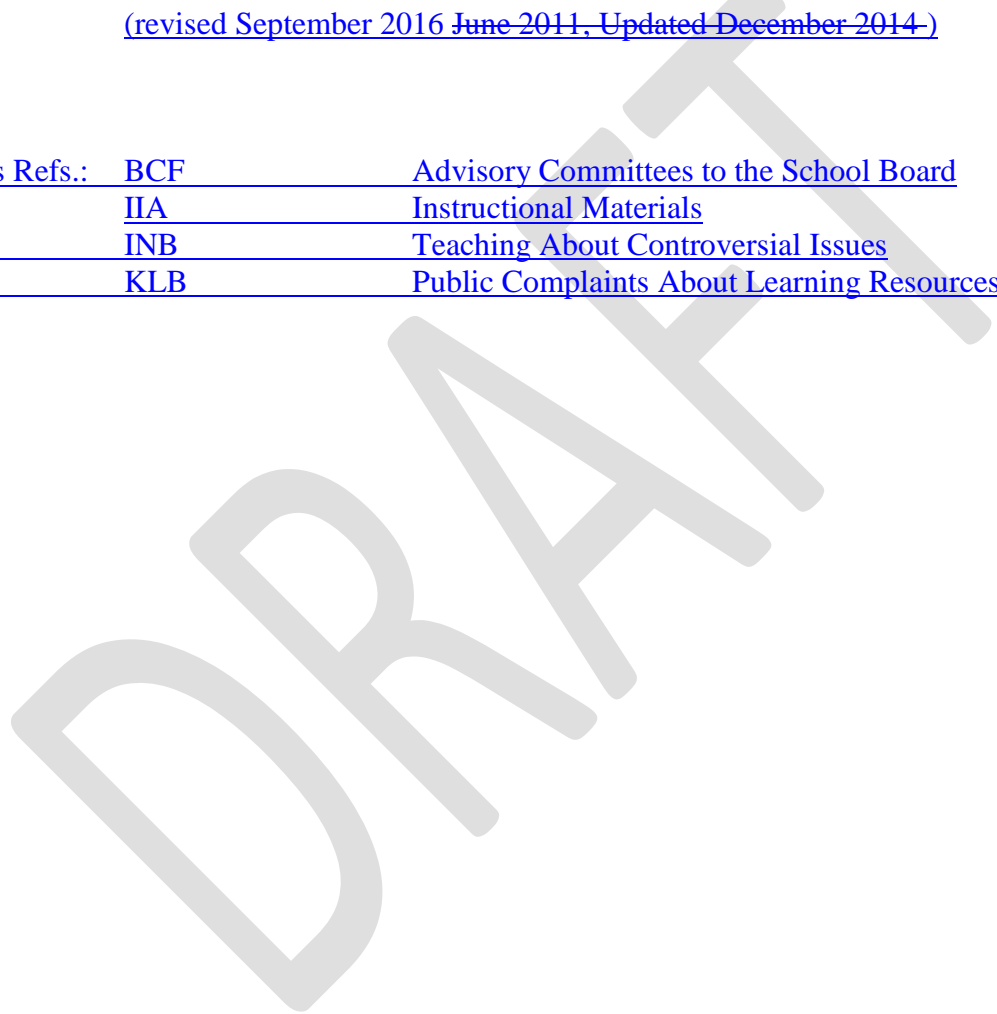 (revised September 2016 June 2011, Updated December 2014 )
s Refs.: BCF Advisory Committees to the School Board
IIA Instructional Materials
INB Teaching About Controversial Issues
KLB Public Complaints About Learning Resources
DRAFT